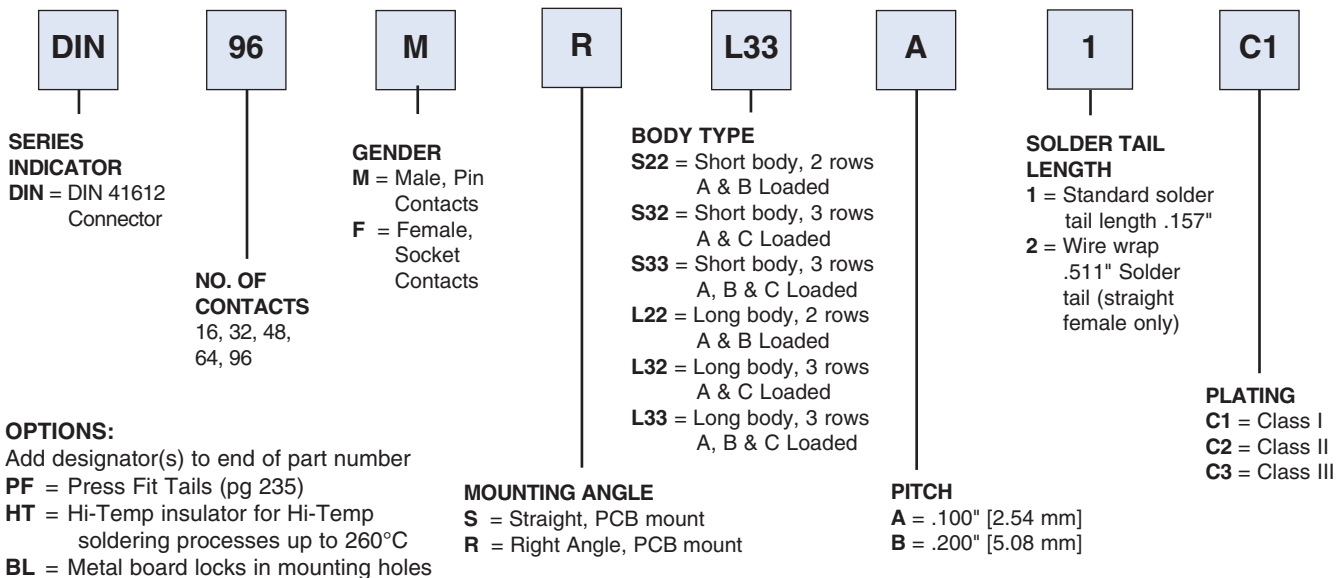 DIN
96
M
R
L33
A
1
C1
SERIES
INDICATOR
DIN = DIN 41612
Connector
NO. OF
CONTACTS
16, 32, 48,
64, 96
GENDER
M = Male, Pin
Contacts
F = Female,
Socket
Contacts
MOUNTING ANGLE
S = Straight, PCB mount
R = Right Angle, PCB mount
BODY TYPE
S22 = Short body, 2 rows
A & B Loaded
S32 = Short body, 3 rows
A & C Loaded
S33 = Short body, 3 rows
A, B & C Loaded
L22 = Long body, 2 rows
A & B Loaded
L32 = Long body, 3 rows
A & C Loaded
L33 = Long body, 3 rows
A, B & C Loaded
PITCH
A = .100" [2.54 mm]
B = .200" [5.08 mm]
SOLDER TAIL
LENGTH
1 = Standard solder
tail length .157"
2 = Wire wrap
.511" Solder
tail (straight
female only)
PLATING
C1 = Class I
C2 = Class II
C3 = Class III
OPTIONS:
Add designator(s) to end of part number
PF = Press Fit Tails (pg 235)
HT = Hi-Temp insulator for Hi-Temp
soldering processes up to 260°C
BL = Metal board locks in mounting holes